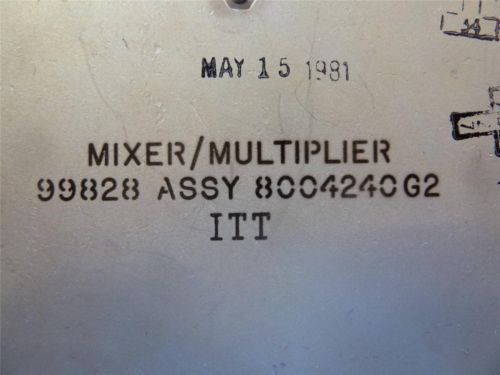 MAY 15 1981
MIXER/MULTIPLIER
99828 ASSY 8004240G2
ITT